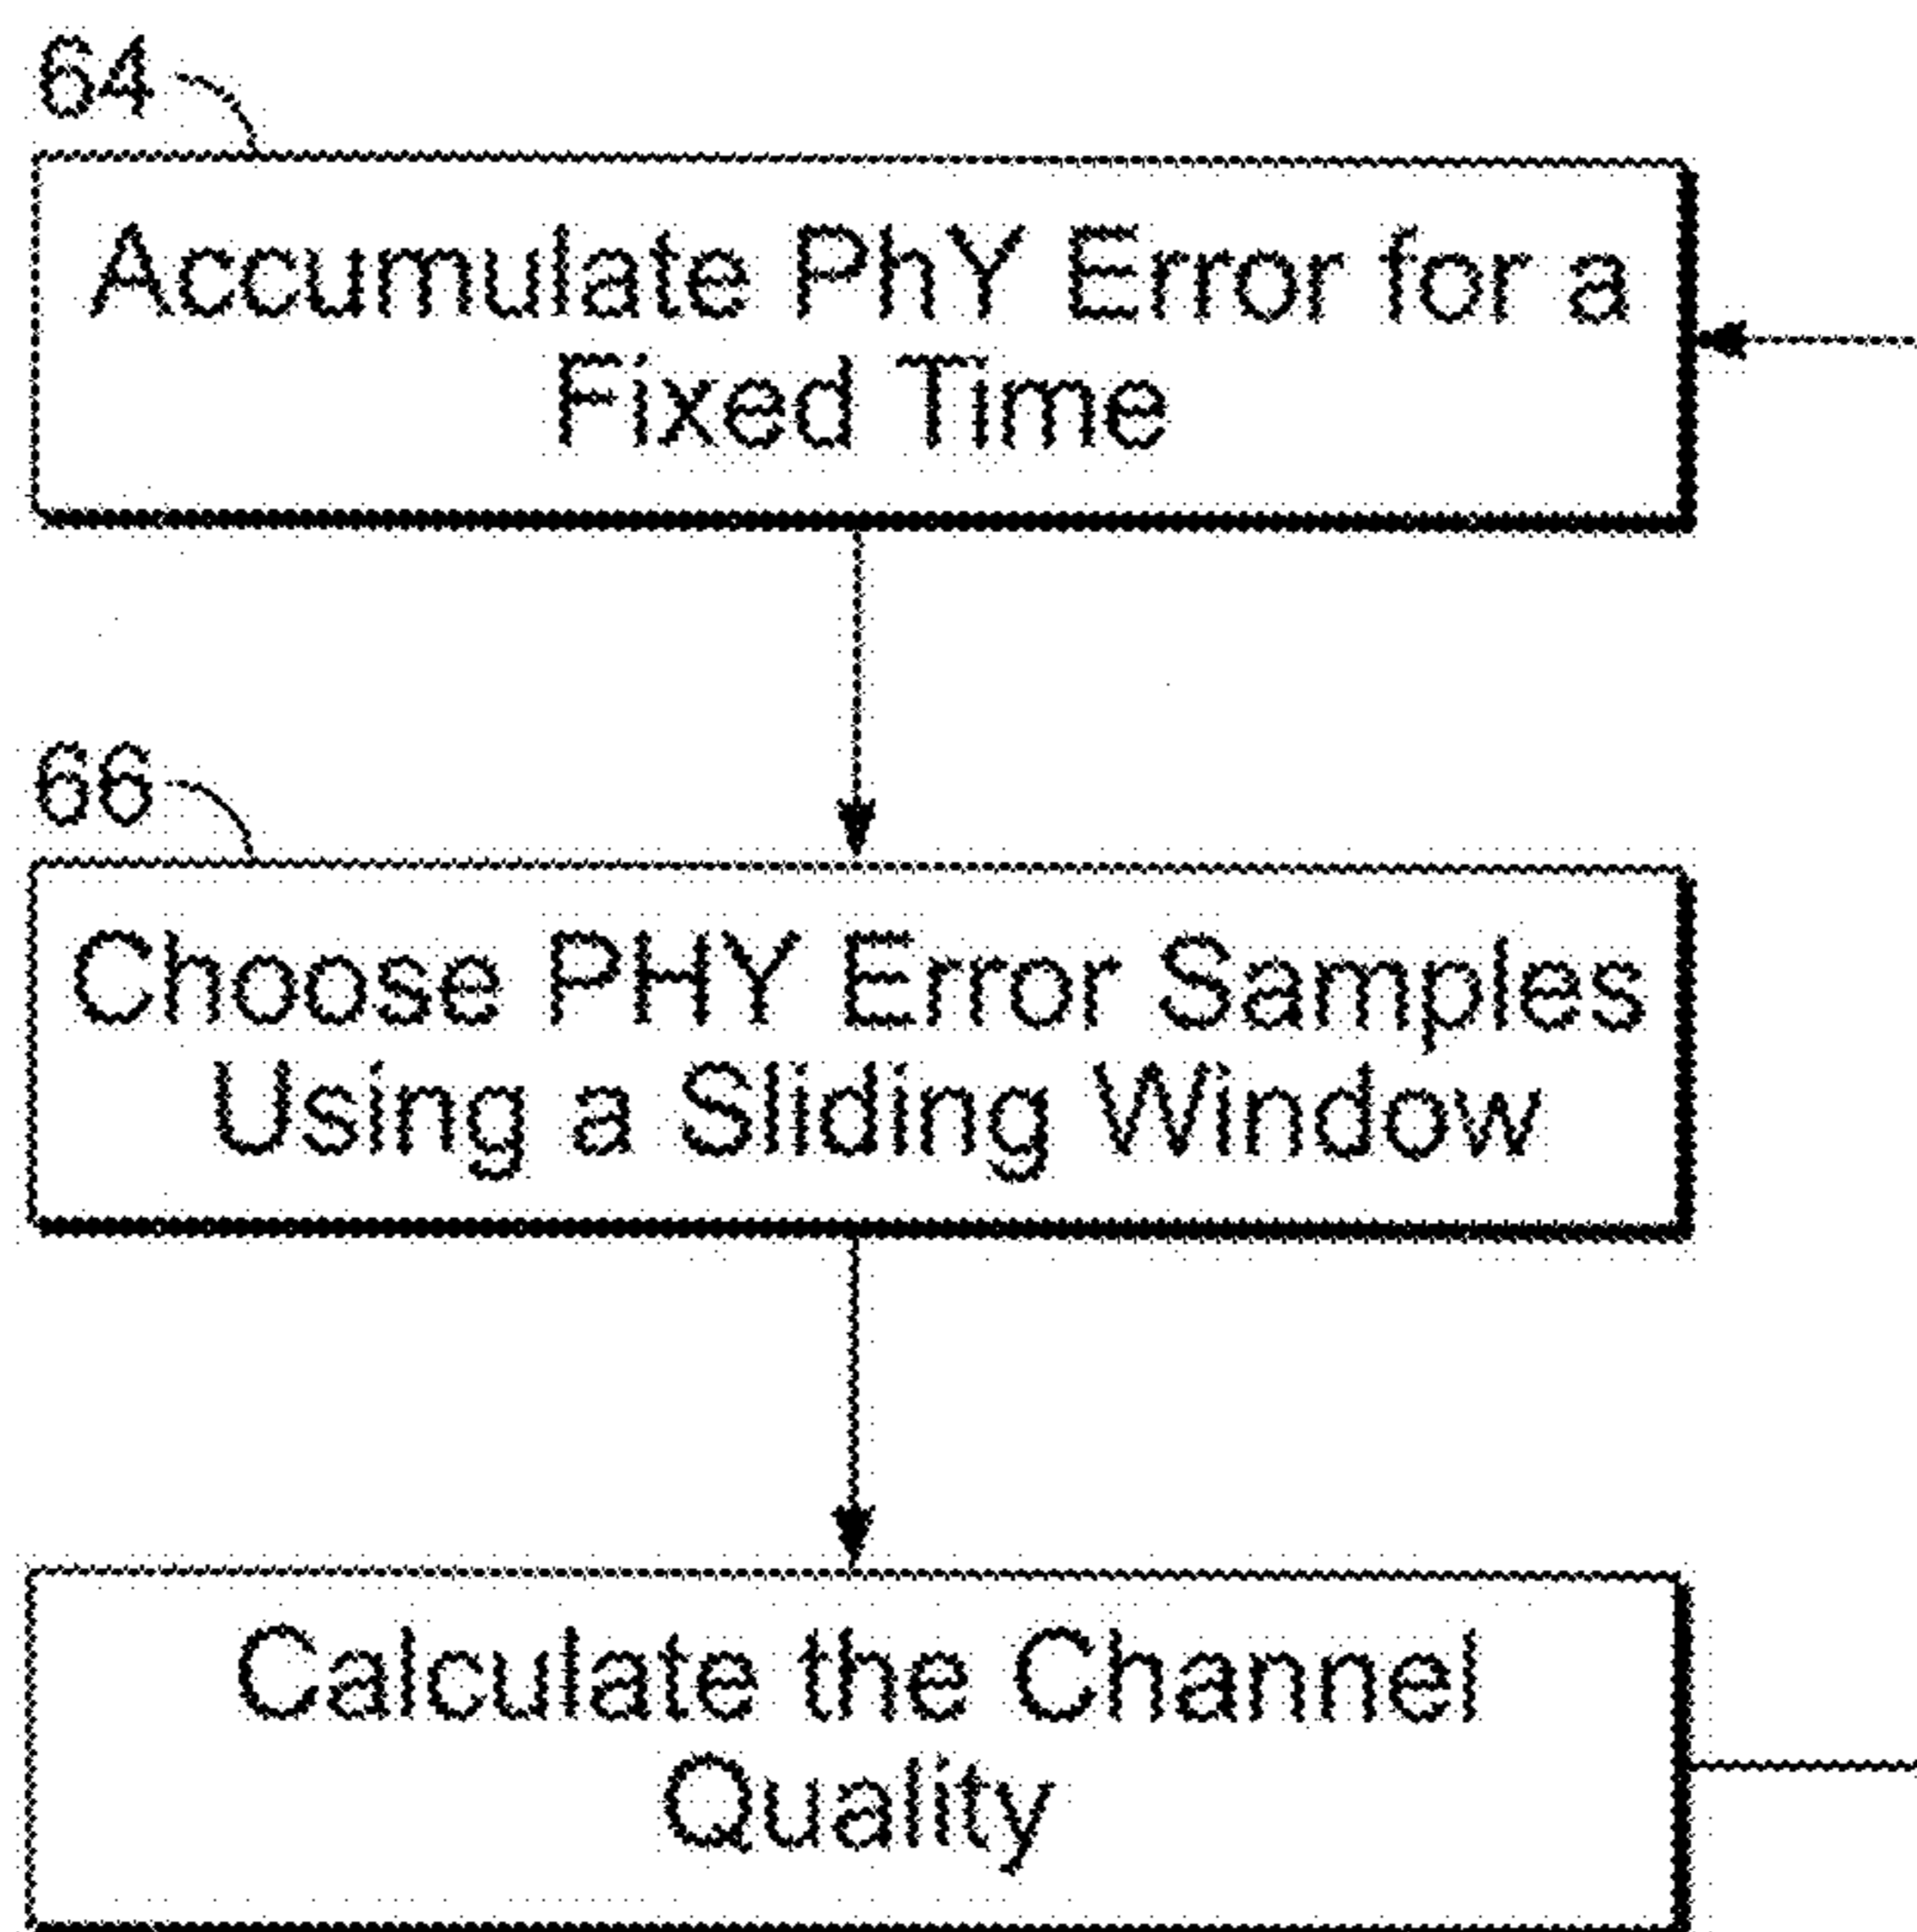 64
Accumulate PhY Error for a
Fixed Time
66
Choose PHY Error Samples
Using a Sliding Window
Calculate the Channel
Quality